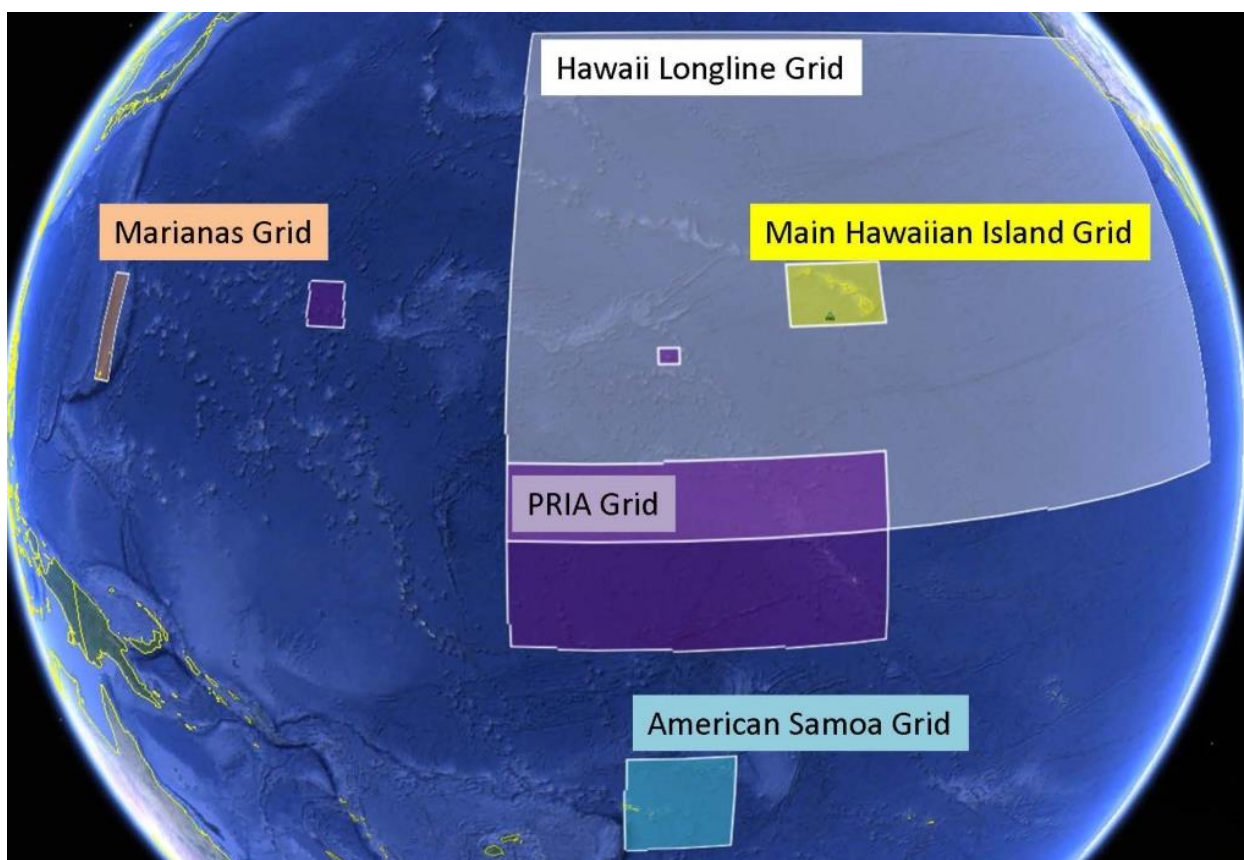 Hawaii Longline Grid
Marianas Grid
Main Hawaiian Island Grid
PRIA Grid
American Samoa Grid